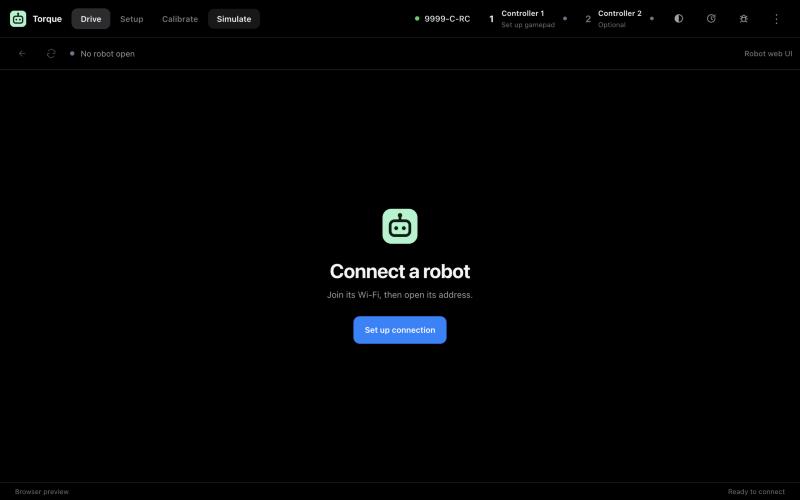 Torque
Drive
Setup
Calibrate
Simulate
9999-C-RC
1
Controller 1
Set up gamepad
2
Controller 2
Optional
No robot open
Robot web UI
Connect a robot
Join its Wi-Fi, then open its address.
Set up connection
Browser preview
Ready to connect